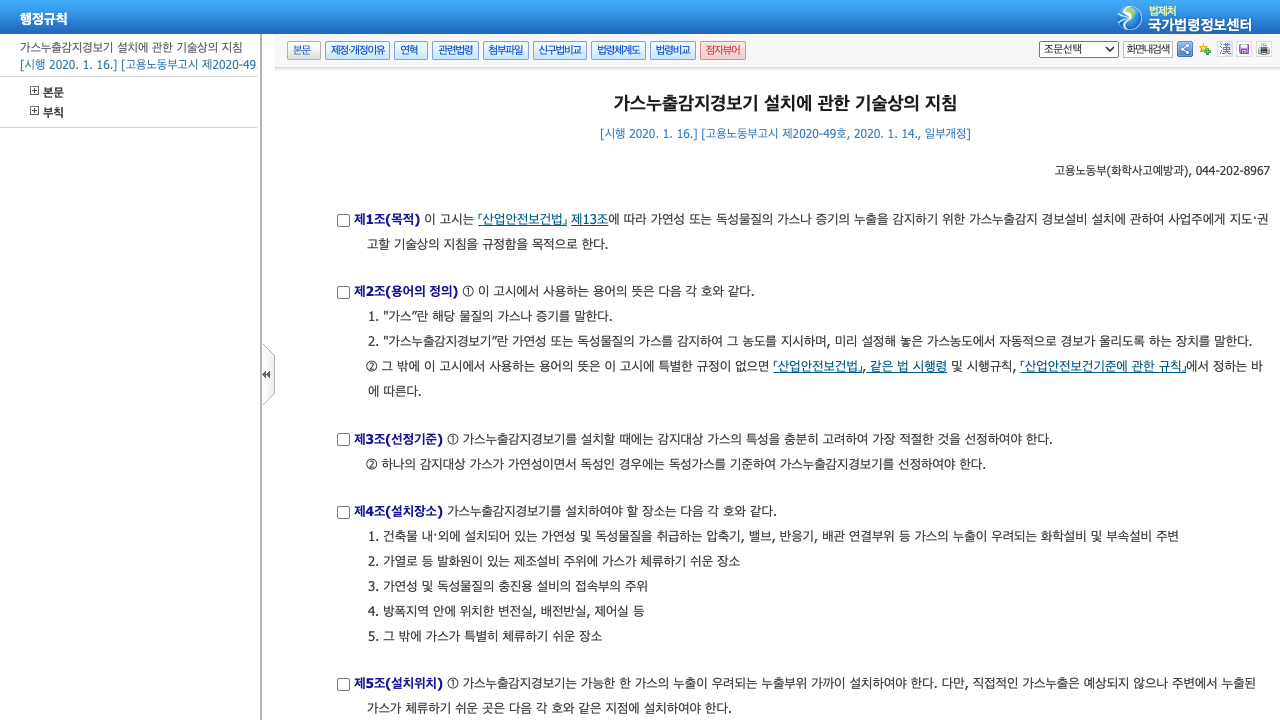 행정규칙
법제처
국가법령정보센터
가스누출감지경보기 설치에 관한 기술상의 지침
[시행 2020. 1. 16.] [고용노동부고시 제2020-49
본문
부칙
본문 제정·개정이유 연혁 관련법령 첨부파일 신구법비교 법령체계도 법령비교 점자뷰어
조문선택 화면내검색 漢
가스누출감지경보기 설치에 관한 기술상의 지침
[시행 2020. 1. 16.] [고용노동부고시 제2020-49호, 2020. 1. 14., 일부개정]
고용노동부(화학사고예방과), 044-202-8967
제1조(목적) 이 고시는 「산업안전보건법」 제13조에 따라 가연성 또는 독성물질의 가스나 증기의 누출을 감지하기 위한 가스누출감지 경보설비 설치에 관하여 사업주에게 지도·권
고할 기술상의 지침을 규정함을 목적으로 한다.
제2조(용어의 정의) ① 이 고시에서 사용하는 용어의 뜻은 다음 각 호와 같다.
1. "가스”란 해당 물질의 가스나 증기를 말한다.
2. "가스누출감지경보기”란 가연성 또는 독성물질의 가스를 감지하여 그 농도를 지시하며, 미리 설정해 놓은 가스농도에서 자동적으로 경보가 울리도록 하는 장치를 말한다.
② 그 밖에 이 고시에서 사용하는 용어의 뜻은 이 고시에 특별한 규정이 없으면 「산업안전보건법」, 같은 법 시행령 및 시행규칙, 「산업안전보건기준에 관한 규칙」에서 정하는 바
에 따른다.
제3조(선정기준) ① 가스누출감지경보기를 설치할 때에는 감지대상 가스의 특성을 충분히 고려하여 가장 적절한 것을 선정하여야 한다.
② 하나의 감지대상 가스가 가연성이면서 독성인 경우에는 독성가스를 기준하여 가스누출감지경보기를 선정하여야 한다.
제4조(설치장소) 가스누출감지경보기를 설치하여야 할 장소는 다음 각 호와 같다.
1. 건축물 내·외에 설치되어 있는 가연성 및 독성물질을 취급하는 압축기, 밸브, 반응기, 배관 연결부위 등 가스의 누출이 우려되는 화학설비 및 부속설비 주변
2. 가열로 등 발화원이 있는 제조설비 주위에 가스가 체류하기 쉬운 장소
3. 가연성 및 독성물질의 충진용 설비의 접속부의 주위
4. 방폭지역 안에 위치한 변전실, 배전반실, 제어실 등
5. 그 밖에 가스가 특별히 체류하기 쉬운 장소
제5조(설치위치) ① 가스누출감지경보기는 가능한 한 가스의 누출이 우려되는 누출부위 가까이 설치하여야 한다. 다만, 직접적인 가스누출은 예상되지 않으나 주변에서 누출된
가스가 체류하기 쉬운 곳은 다음 각 호와 같은 지점에 설치하여야 한다.